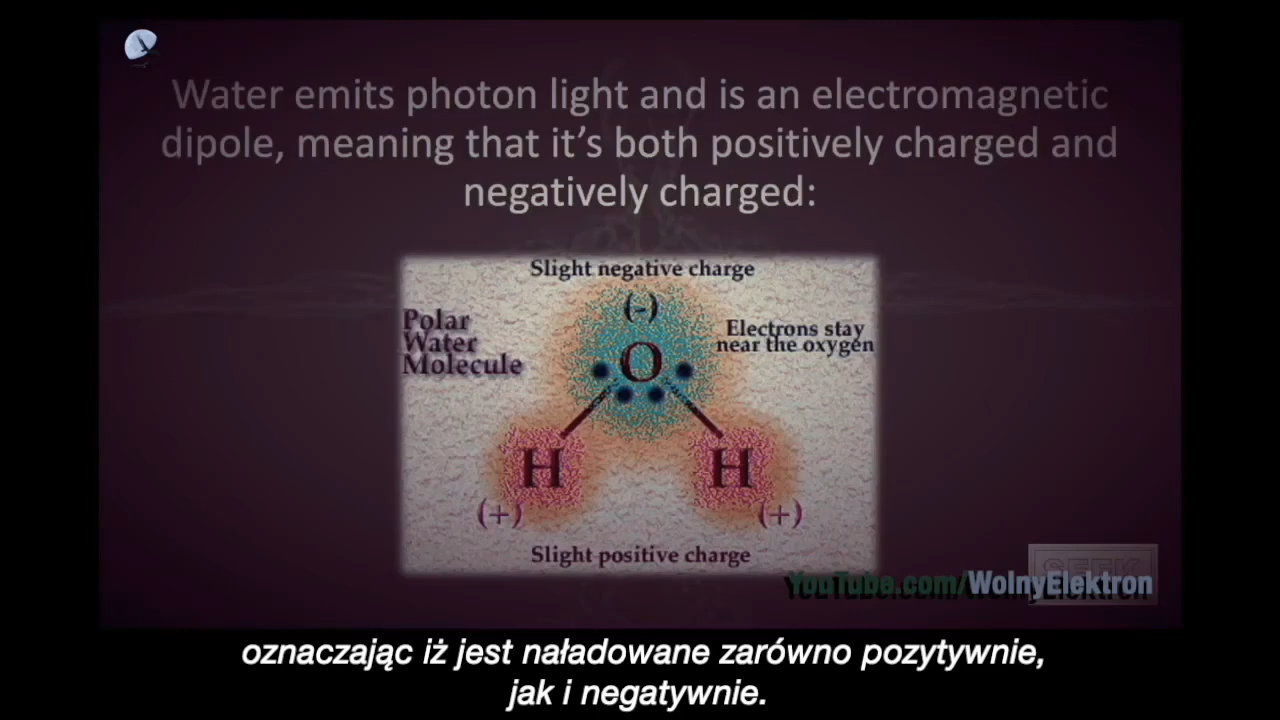 Water emits photon light and is an electromagnetic
dipole, meaning that it's both positively charged and
negatively charged:
Slight negative charge
(-)
Polar
Water
Molecule
Electrons stay
near the oxygen
O
H
H
(+)
(+)
Slight positive charge
SEEK
YouTube.com/WolnyElektron
oznaczając iż jest naładowane zarówno pozytywnie,
jak i negatywnie.